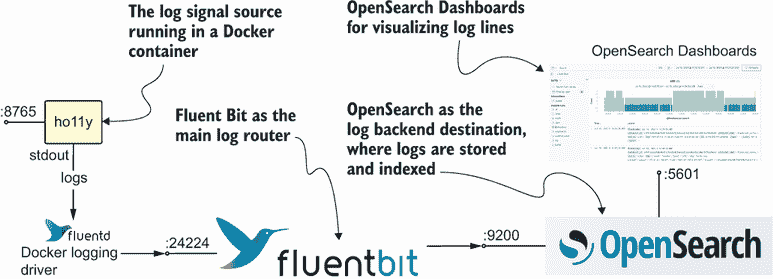 The log signal source
running in a Docker
container
OpenSearch Dashboards
for visualizing log lines
OpenSearch Dashboards
:8765
ho11y
stdout
logs
Fluent Bit as the
main log router
OpenSearch as the
log backend destination,
where logs are stored
and indexed
:5601
fluentd
Docker logging
driver
:24224
fluentbit
:9200
OpenSearch